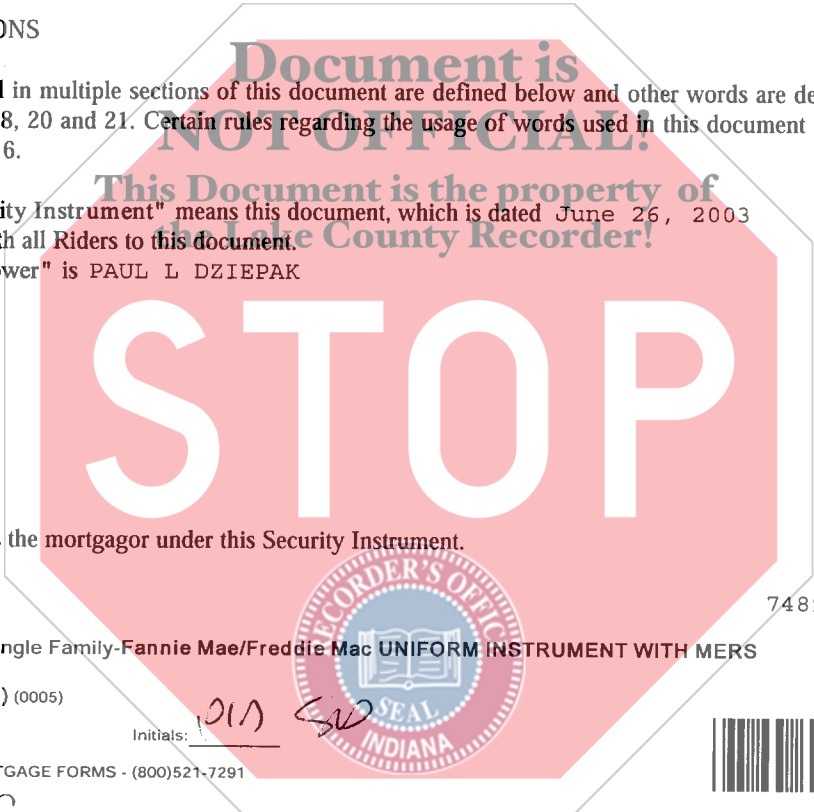 ONS
Document is
l in multiple sections of this document are defined below and other words are de
NOT OFFICIAL!
8, 20 and 21. Certain rules regarding the usage of words used in this document
6.
This Document is the property of
ity Instrument" means this document, which is dated June 26, 2003
the Lake County Recorder!
h all Riders to this document.
wer" is PAUL L DZIEPAK
STOP
the mortgagor under this Security Instrument.
RECORDER'S OFFIC
748
ngle Family-Fannie Mae/Freddie Mac UNIFORM INSTRUMENT WITH MERS
) (0005)
SEAL
Initials:
INDIANA
TGAGE FORMS - (800)521-7291